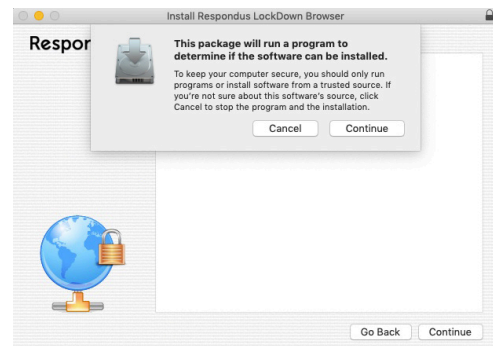 Install Respondus LockDown Browser
Respon
This package will run a program to
determine if the software can be installed.
To keep your computer secure, you should only run
programs or install software from a trusted source. If
you're not sure about this software's source, click
Cancel to stop the program and the installation.
Cancel Continue
Go Back Continue